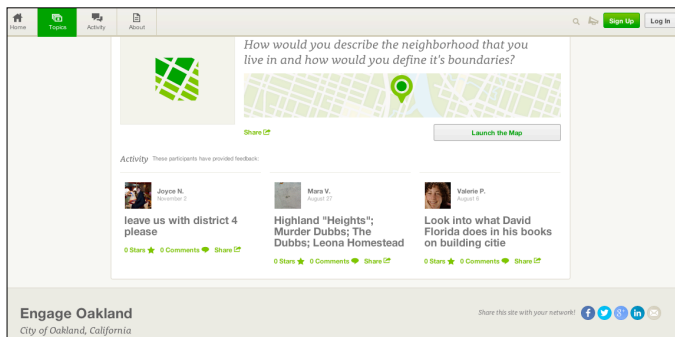 Home
Topics
Activity
About
Sign Up
Log In
How would you describe the neighborhood that you
live in and how would you define it's boundaries?
Share
Launch the Map
Activity These participants have provided feedback:
Joyce N.
November 2
leave us with district 4
please
0 Stars 0 Comments Share
Mara V.
August 27
Highland "Heights";
Murder Dubbs; The
Dubbs; Leona Homestead
0 Stars 0 Comments Share
Valerie P.
August 6
Look into what David
Florida does in his books
on building citie
0 Stars 0 Comments Share
Engage Oakland
City of Oakland, California
Share this site with your network!